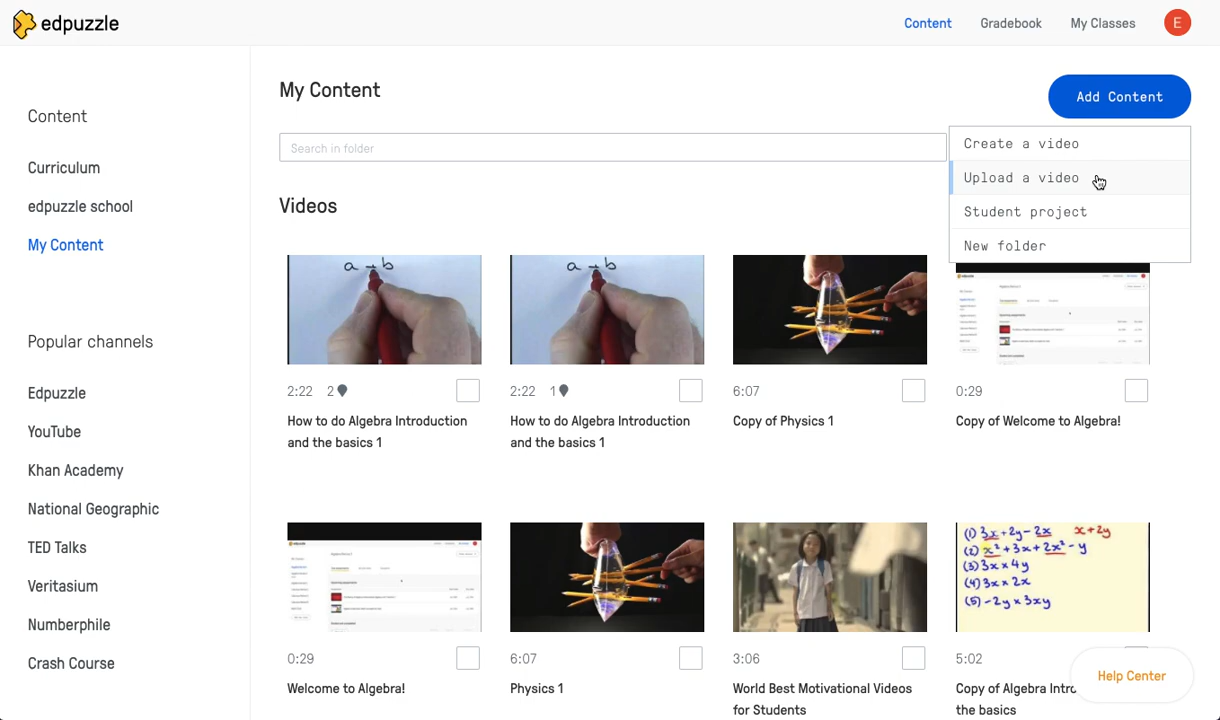 edpuzzle
Content
Gradebook
My Classes
E
Content
Curriculum
edpuzzle school
My Content
Popular channels
Edpuzzle
YouTube
Khan Academy
National Geographic
TED Talks
Veritasium
Numberphile
Crash Course
My Content
Add Content
Search in folder
Create a video
Upload a video
Student project
New folder
Videos
a b
a b
2:22 2
How to do Algebra Introduction
and the basics 1
2:22 1
How to do Algebra Introduction
and the basics 1
6:07
Copy of Physics 1
0:29
Copy of Welcome to Algebra!
(1) 3x+2y-2x x+2y
(2) x²+3x+2x²-y
(3) 3x×4y
(4) 3x×2x
(5) -2y×3xy
0:29
Welcome to Algebra!
6:07
Physics 1
3:06
World Best Motivational Videos
for Students
5:02
Copy of Algebra
the basics
Help Center